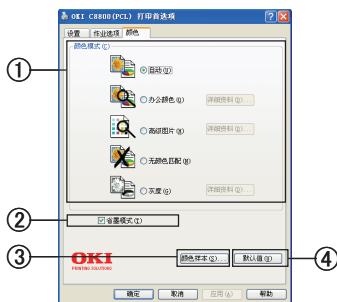 OKI C8800(PCL) 打印首选项
设置 作业选项 颜色
颜色模式(C)
① 自动(U)
办公颜色(O) 详细资料(D)...
高级图片(R) 详细资料(D)...
无颜色匹配(N)
灰度(G) 详细资料(D)...
② 省墨模式(T)
③ OKI 颜色样本(S)... 默认值(F) ④
PRINTING SOLUTIONS
确定 取消 应用(A) 帮助